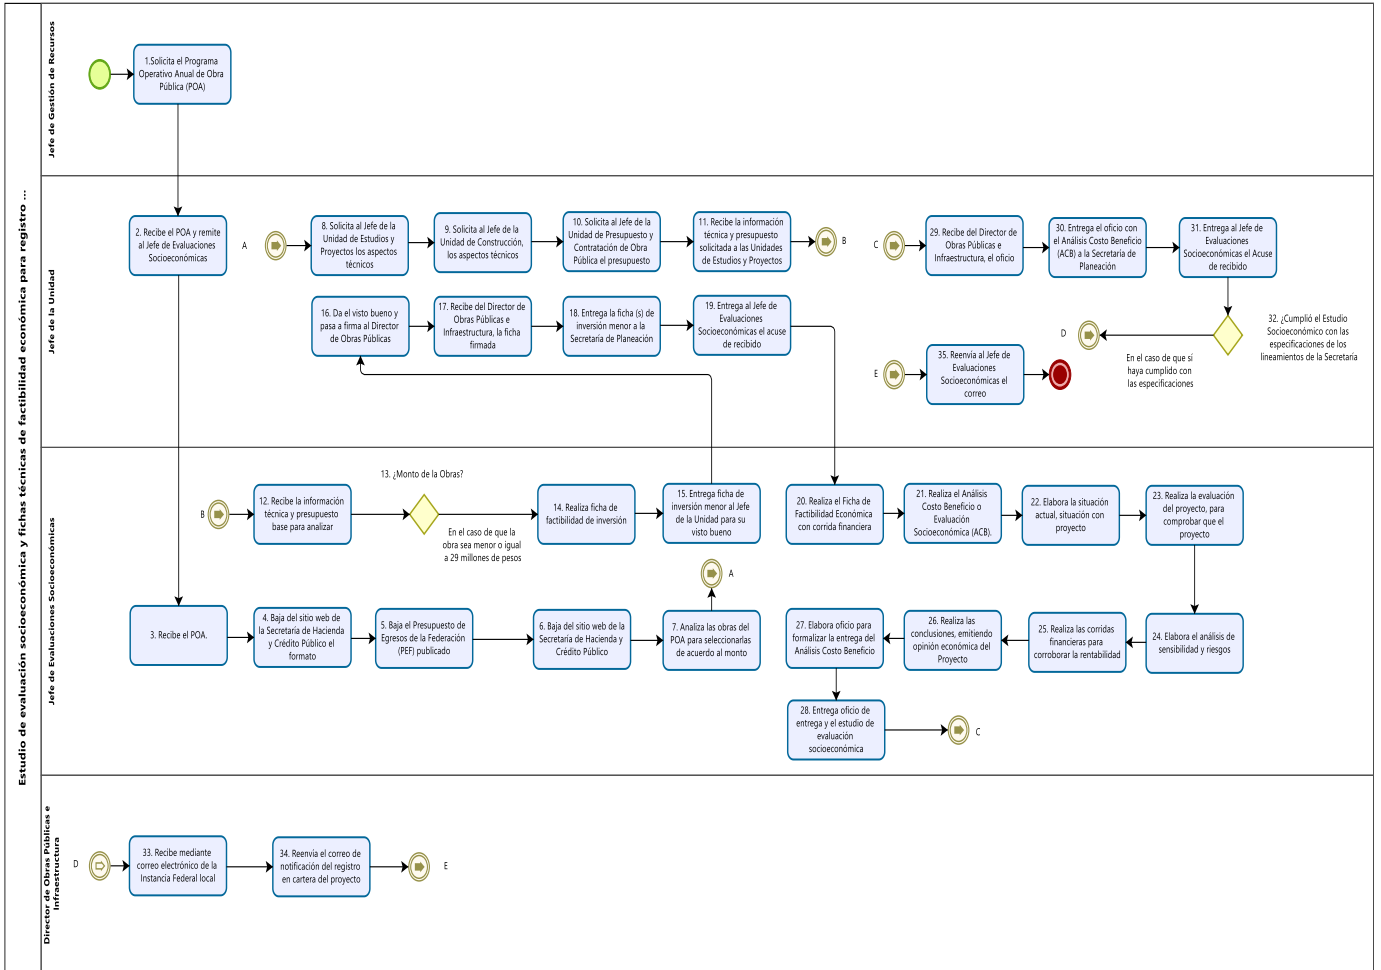 Estudio de evaluación socioeconómica y fichas técnicas de factibilidad económica para registro ...
Jefe de Gestión de Recursos
1.Solicita el Programa
Operativo Anual de Obra
Pública (POA)
Jefe de la Unidad
2. Recibe el POA y remite
al Jefe de Evaluaciones
Socioeconómicas
A
8. Solicita al Jefe de la
Unidad de Estudios y
Proyectos los aspectos
técnicos
9. Solicita al Jefe de la
Unidad de Construcción,
los aspectos técnicos
10. Solicita al Jefe de la
Unidad de Presupuesto y
Contratación de Obra
Pública el presupuesto
11. Recibe la información
técnica y presupuesto
solicitada a las Unidades
de Estudios y Proyectos
B
C
29. Recibe del Director de
Obras Públicas e
Infraestructura, el oficio
30. Entrega el oficio con
el Análisis Costo Beneficio
(ACB) a la Secretaría de
Planeación
31. Entrega al Jefe de
Evaluaciones
Socioeconómicas el Acuse
de recibido
16. Da el visto bueno y
pasa a firma al Director
de Obras Públicas
17. Recibe del Director de
Obras Públicas e
Infraestructura, la ficha
firmada
18. Entrega la ficha (s) de
inversión menor a la
Secretaría de Planeación
19. Entrega al Jefe de
Evaluaciones
Socioeconómicas el acuse
de recibido
D
32. ¿Cumplió el Estudio
Socioeconómico con las
especificaciones de los
lineamientos de la Secretaría
En el caso de que sí
haya cumplido con
las especificaciones
E
35. Reenvía al Jefe de
Evaluaciones
Socioeconómicas el
correo
Jefe de Evaluaciones Socioeconómicas
B
12. Recibe la información
técnica y presupuesto
base para analizar
13. ¿Monto de la Obras?
En el caso de que la
obra sea menor o igual
a 29 millones de pesos
14. Realiza ficha de
factibilidad de inversión
15. Entrega ficha de
inversión menor al Jefe
de la Unidad para su
visto bueno
20. Realiza el Ficha de
Factibilidad Económica
con corrida financiera
21. Realiza el Análisis
Costo Beneficio o
Evaluación
Socioeconómica (ACB).
22. Elabora la situación
actual, situación con
proyecto
23. Realiza la evaluación
del proyecto, para
comprobar que el
proyecto
A
3. Recibe el POA.
4. Baja del sitio web de
la Secretaría de Hacienda
y Crédito Público el
formato
5. Baja el Presupuesto de
Egresos de la Federación
(PEF) publicado
6. Baja del sitio web de la
Secretaría de Hacienda y
Crédito Público
7. Analiza las obras del
POA para seleccionarlas
de acuerdo al monto
27. Elabora oficio para
formalizar la entrega del
Análisis Costo Beneficio
26. Realiza las
conclusiones, emitiendo
opinión económica del
Proyecto
25. Realiza las corridas
financieras para
corroborar la rentabilidad
24. Elabora el análisis de
sensibilidad y riesgos
28. Entrega oficio de
entrega y el estudio de
evaluación
socioeconómica
C
Director de Obras Públicas e
Infraestructura
D
33. Recibe mediante
correo electrónico de la
Instancia Federal local
34. Reenvía el correo de
notificación del registro
en cartera del proyecto
E